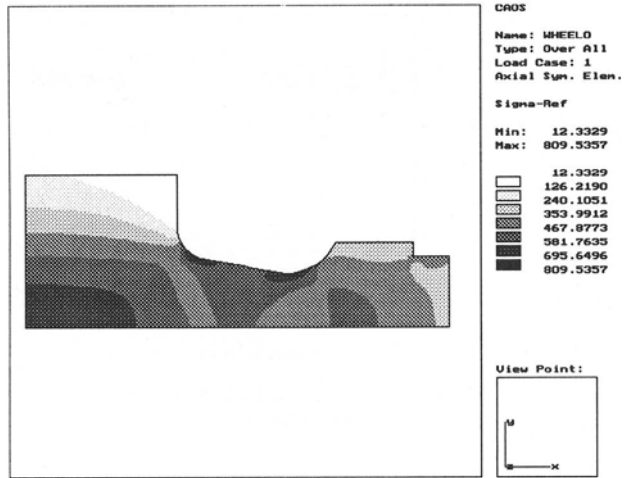 CAOS
Name: WHEELO
Type: Over All
Load Case: 1
Axial Sym. Elem.
Sigma-Ref
Min: 12.3329
Max: 809.5357
12.3329
126.2190
240.1051
353.9912
467.8773
581.7635
695.6496
809.5357
View Point:
y
z x